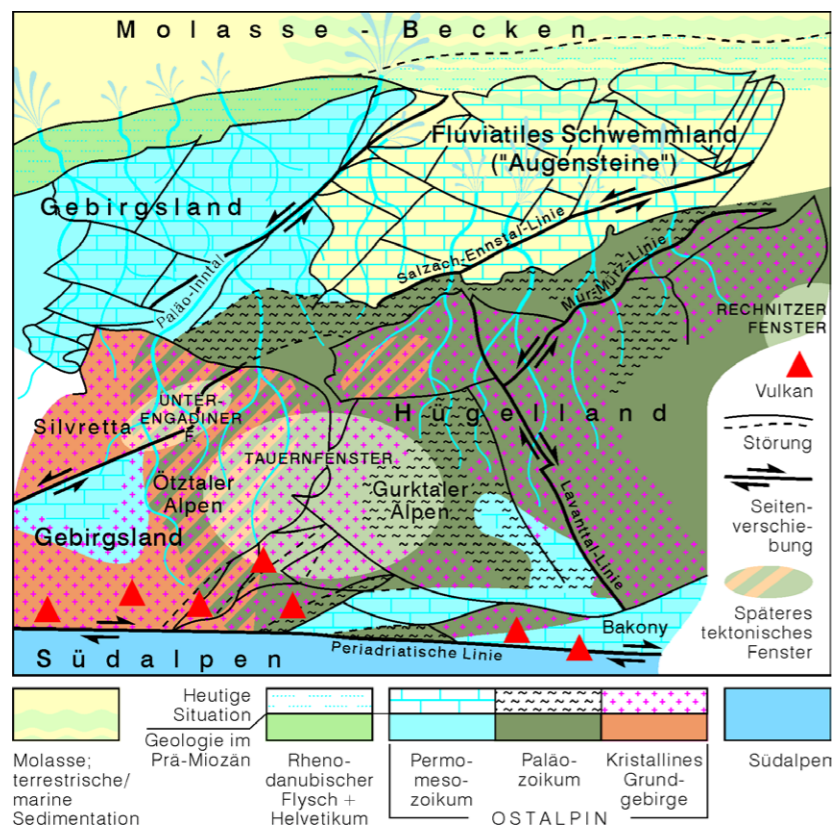 Molasse - Becken
Fluviatiles Schwemmland
("Augensteine")
Gebirgsland
Salzach-Ennstal-Linie
Paläo-Inntal
Mur-Mürz-Linie
RECHNITZER
FENSTER
Vulkan
UNTER-
ENGADINER
F.
Silvretta
Hügelland
Störung
TAUERNFENSTER
Ötztaler
Alpen
Gurktaler
Alpen
Seiten-
verschie-
bung
Lavanttal-Linie
Gebirgsland
Späteres
tektonisches
Fenster
Bakony
Periadriatische Linie
Südalpen
Heutige
Situation
Geologie im
Prä-Miozän
Molasse;
terrestrische/
marine
Sedimentation
Rheno-
danubischer
Flysch +
Helvetikum
Permo-
meso-
zoikum
Paläo-
zoikum
Kristallines
Grund-
gebirge
Südalpen
OSTALPIN